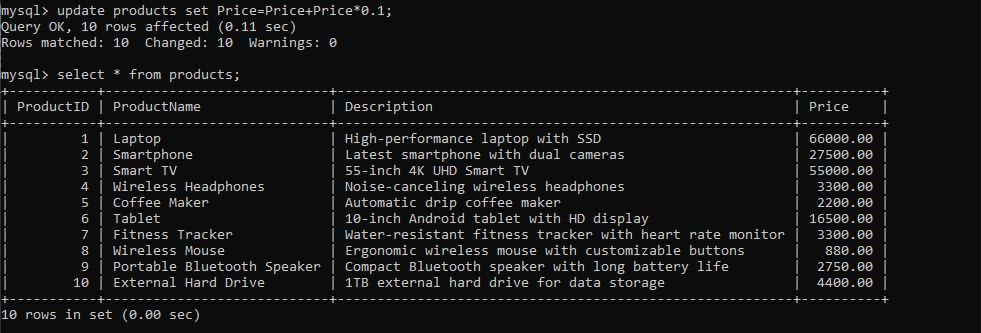 mysql> update products set Price=Price+Price*0.1;
Query OK, 10 rows affected (0.11 sec)
Rows matched: 10  Changed: 10  Warnings: 0

mysql> select * from products;
+-----------+----------------------------+--------------------------------------------------------+----------+
| ProductID | ProductName                | Description                                            | Price    |
+-----------+----------------------------+--------------------------------------------------------+----------+
|         1 | Laptop                     | High-performance laptop with SSD                       | 66000.00 |
|         2 | Smartphone                 | Latest smartphone with dual cameras                    | 27500.00 |
|         3 | Smart TV                   | 55-inch 4K UHD Smart TV                                | 55000.00 |
|         4 | Wireless Headphones        | Noise-canceling wireless headphones                    |  3300.00 |
|         5 | Coffee Maker               | Automatic drip coffee maker                            |  2200.00 |
|         6 | Tablet                     | 10-inch Android tablet with HD display                 | 16500.00 |
|         7 | Fitness Tracker            | Water-resistant fitness tracker with heart rate monitor |  3300.00 |
|         8 | Wireless Mouse             | Ergonomic wireless mouse with customizable buttons     |   880.00 |
|         9 | Portable Bluetooth Speaker | Compact Bluetooth speaker with long battery life       |  2750.00 |
|        10 | External Hard Drive        | 1TB external hard drive for data storage               |  4400.00 |
+-----------+----------------------------+--------------------------------------------------------+----------+
10 rows in set (0.00 sec)